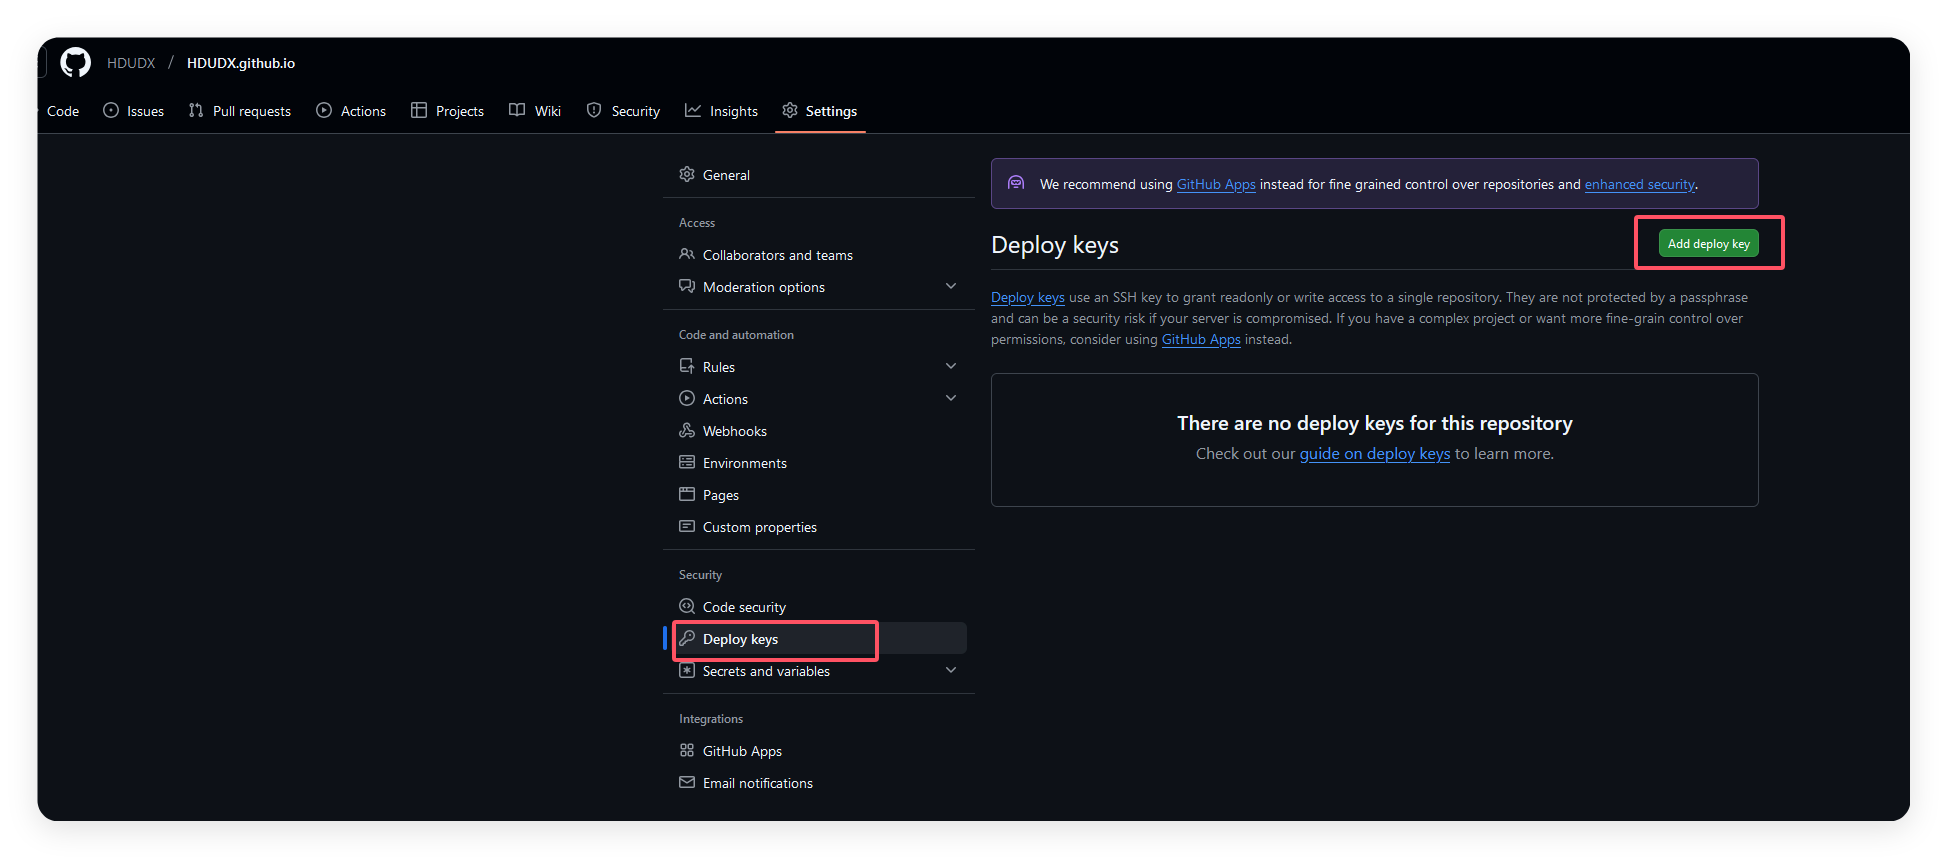 HDUDX / HDUDX.github.io
Code Issues Pull requests Actions Projects Wiki Security Insights Settings
General
Access
Collaborators and teams
Moderation options
Code and automation
Rules
Actions
Webhooks
Environments
Pages
Custom properties
Security
Code security
Deploy keys
Secrets and variables
Integrations
GitHub Apps
Email notifications
We recommend using GitHub Apps instead for fine grained control over repositories and enhanced security.
Deploy keys
Add deploy key
Deploy keys use an SSH key to grant readonly or write access to a single repository. They are not protected by a passphrase
and can be a security risk if your server is compromised. If you have a complex project or want more fine-grain control over
permissions, consider using GitHub Apps instead.
There are no deploy keys for this repository
Check out our guide on deploy keys to learn more.